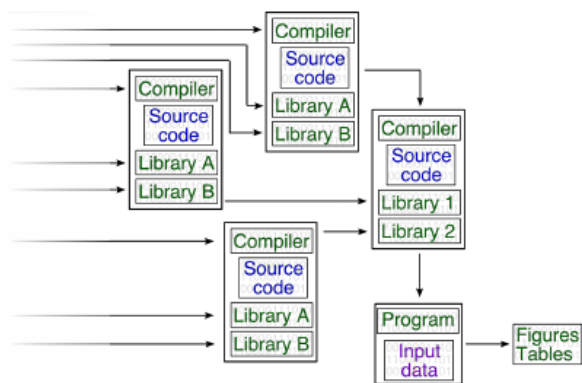 Compiler
Source
code
Library A
Library B
Compiler
Source
code
Library A
Library B
Compiler
Source
code
Library 1
Library 2
Compiler
Source
code
Library A
Library B
Program
Input
data
Figures
Tables